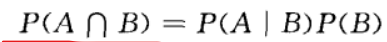 P(A ∩ B) = P(A | B)P(B)